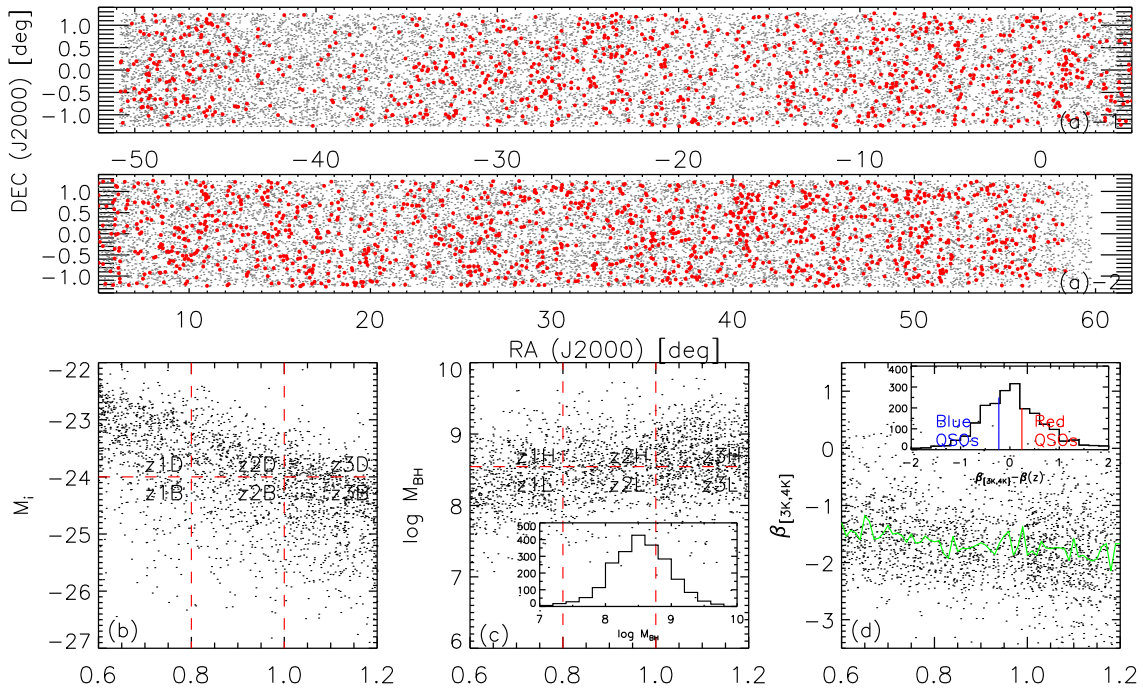 DEC (J2000) [deg]
1.0
0.5
0.0
−0.5
−1.0
(a)−1
−50 −40 −30 −20 −10 0
1.0
0.5
0.0
−0.5
−1.0
(a)−2
10 20 30 40 50 60
RA (J2000) [deg]
M_i
−22
−23
−24
−25
−26
−27
z1D z2D z3D
z1B z2B z3B
(b)
0.6 0.8 1.0 1.2
log M_BH
10
9
8
7
6
z1H z2H z3H
z1L z2L z3L
500
400
300
200
100
0
7 8 9 10
log M_BH
(c)
0.6 0.8 1.0 1.2
β_[3K,4K]
1
0
−1
−2
−3
400
300
200
100
0
Blue QSOs
Red QSOs
−2 −1 0 1 2
β_[3K,4K]−β(z)
(d)
0.6 0.8 1.0 1.2